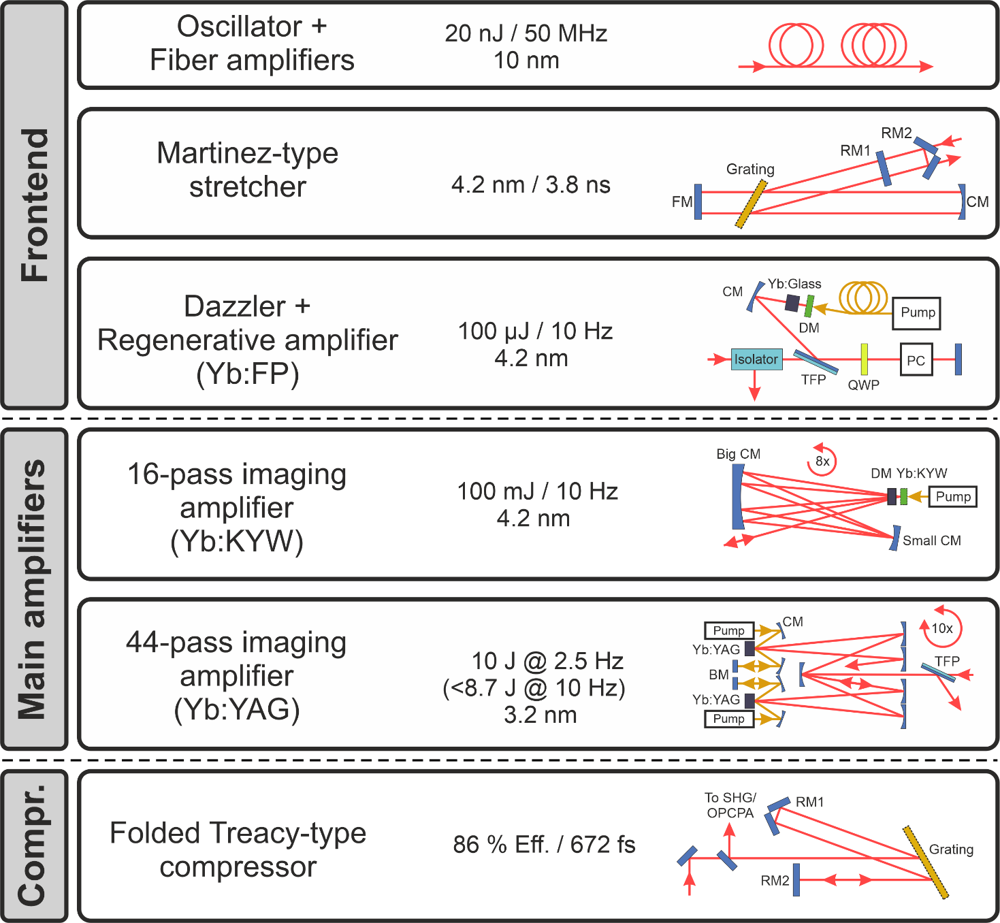 Frontend
Oscillator +
Fiber amplifiers
20 nJ / 50 MHz
10 nm
Martinez-type
stretcher
4.2 nm / 3.8 ns
RM2
RM1
Grating
FM
CM
Dazzler +
Regenerative amplifier
(Yb:FP)
100 µJ / 10 Hz
4.2 nm
CM
Yb:Glass
DM
Pump
Isolator
TFP
QWP
PC
Main amplifiers
16-pass imaging
amplifier
(Yb:KYW)
100 mJ / 10 Hz
4.2 nm
Big CM
8x
DM Yb:KYW
Pump
Small CM
44-pass imaging
amplifier
(Yb:YAG)
10 J @ 2.5 Hz
(<8.7 J @ 10 Hz)
3.2 nm
Pump
CM
Yb:YAG
BM
Yb:YAG
Pump
10x
TFP
Compr.
Folded Treacy-type
compressor
86 % Eff. / 672 fs
To SHG/
OPCPA
RM1
Grating
RM2